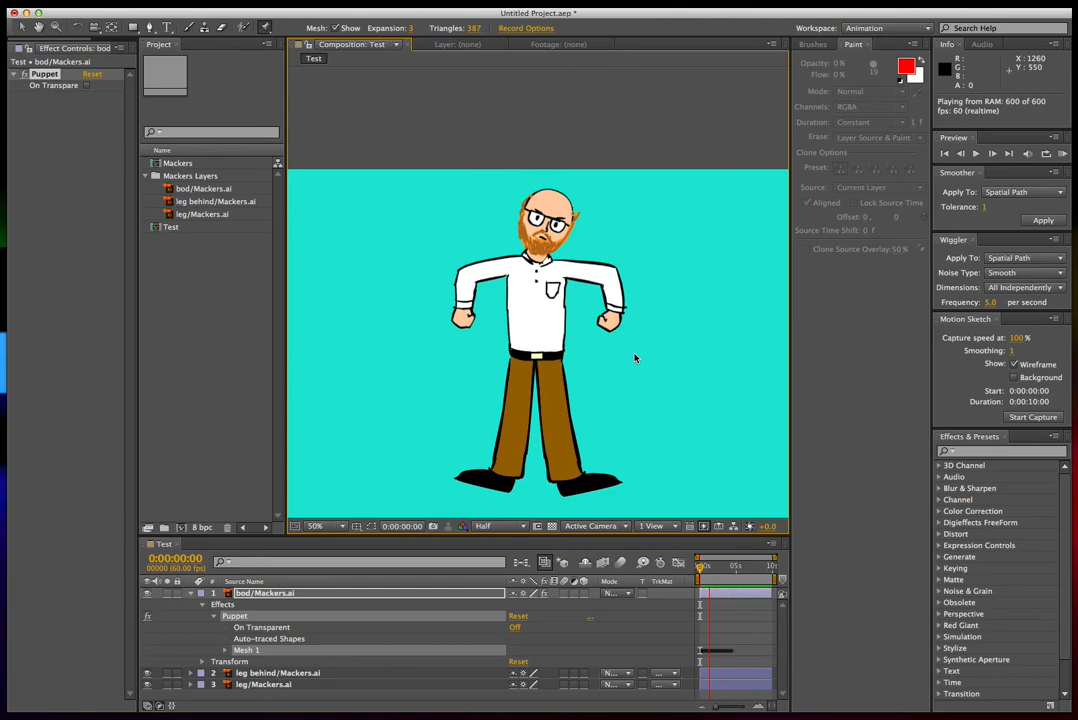 Untitled Project.aep *
Mesh: Show Expansion: 3 Triangles: 387 Record Options
Workspace: Animation Search Help
Effect Controls: bod
Test • bod/Mackers.ai
fx Puppet Reset
On Transpare
Project
Name
Mackers
Mackers Layers
bod/Mackers.ai
leg behind/Mackers.ai
leg/Mackers.ai
Test
8 bpc
Composition: Test Layer: (none) Footage: (none)
Test
50% 0:00:00:00 Half Active Camera 1 View +0.0
Brushes Paint
Opacity: 0 %
Flow: 0 %
19
Mode: Normal
Channels: RGBA
Duration: Constant 1 f
Erase: Layer Source & Paint
Clone Options
Preset:
Source: Current Layer
Aligned Lock Source Time
Offset: 0 , 0
Source Time Shift: 0 f
Clone Source Overlay: 50 %
Info Audio
R: X: 1260
G: Y: 550
B:
A: 0
Playing from RAM: 600 of 600
fps: 60 (realtime)
Preview
Smoother
Apply To: Spatial Path
Tolerance: 1
Apply
Wiggler
Apply To: Spatial Path
Noise Type: Smooth
Dimensions: All Independently
Frequency: 5.0 per second
Motion Sketch
Capture speed at: 100 %
Smoothing: 1
Show: Wireframe
Background
Start: 0:00:00:00
Duration: 0:00:10:00
Start Capture
Effects & Presets
3D Channel
Audio
Blur & Sharpen
Channel
Color Correction
Digieffects FreeForm
Distort
Expression Controls
Generate
Keying
Matte
Noise & Grain
Obsolete
Perspective
Red Giant
Simulation
Stylize
Synthetic Aperture
Text
Time
Transition
Test
0:00:00:00
00000 (60.00 fps)
# Source Name fx Mode T TrkMat
05s 10s
1 bod/Mackers.ai N...
Effects
fx Puppet Reset ...
On Transparent Off
Auto-traced Shapes
Mesh 1
Transform Reset
2 leg behind/Mackers.ai N... ...
3 leg/Mackers.ai N... ...